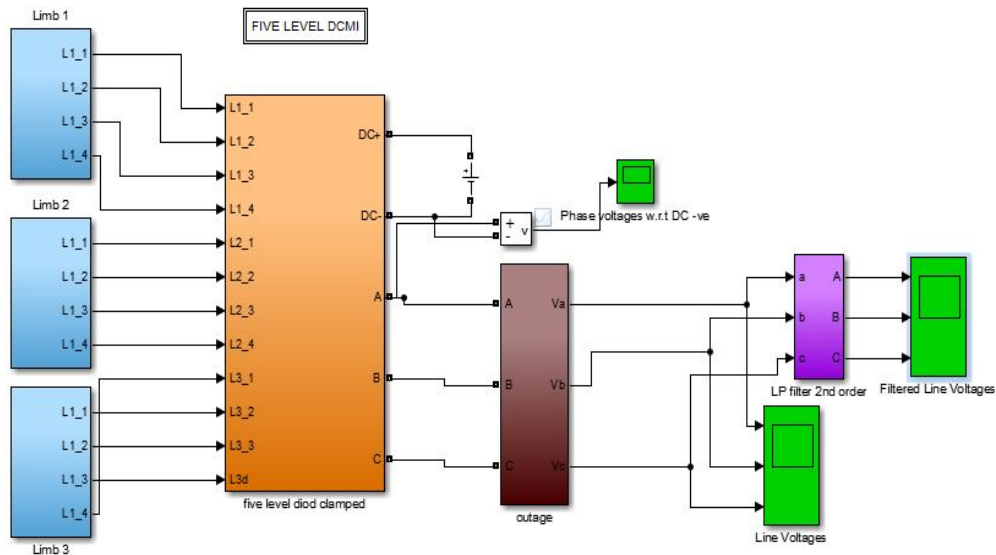 Limb 1
FIVE LEVEL DCMI
L1_1
L1_2
L1_3
L1_4
Limb 2
L1_1
L1_2
L1_3
L1_4
L1_1
L1_2
L1_3
L1_4
Limb 3
L1_1
L1_2
L1_3
L1_4
L2_1
L2_2
L2_3
L2_4
L3_1
L3_2
L3_3
L3d
DC+
DC-
A
B
C
five level diod clamped
+
+
-
v
Phase voltages w.r.t DC -ve
A
B
C
Va
Vb
Vc
outage
a
b
c
A
B
C
LP filter 2nd order
Filtered Line Voltages
Line Voltages